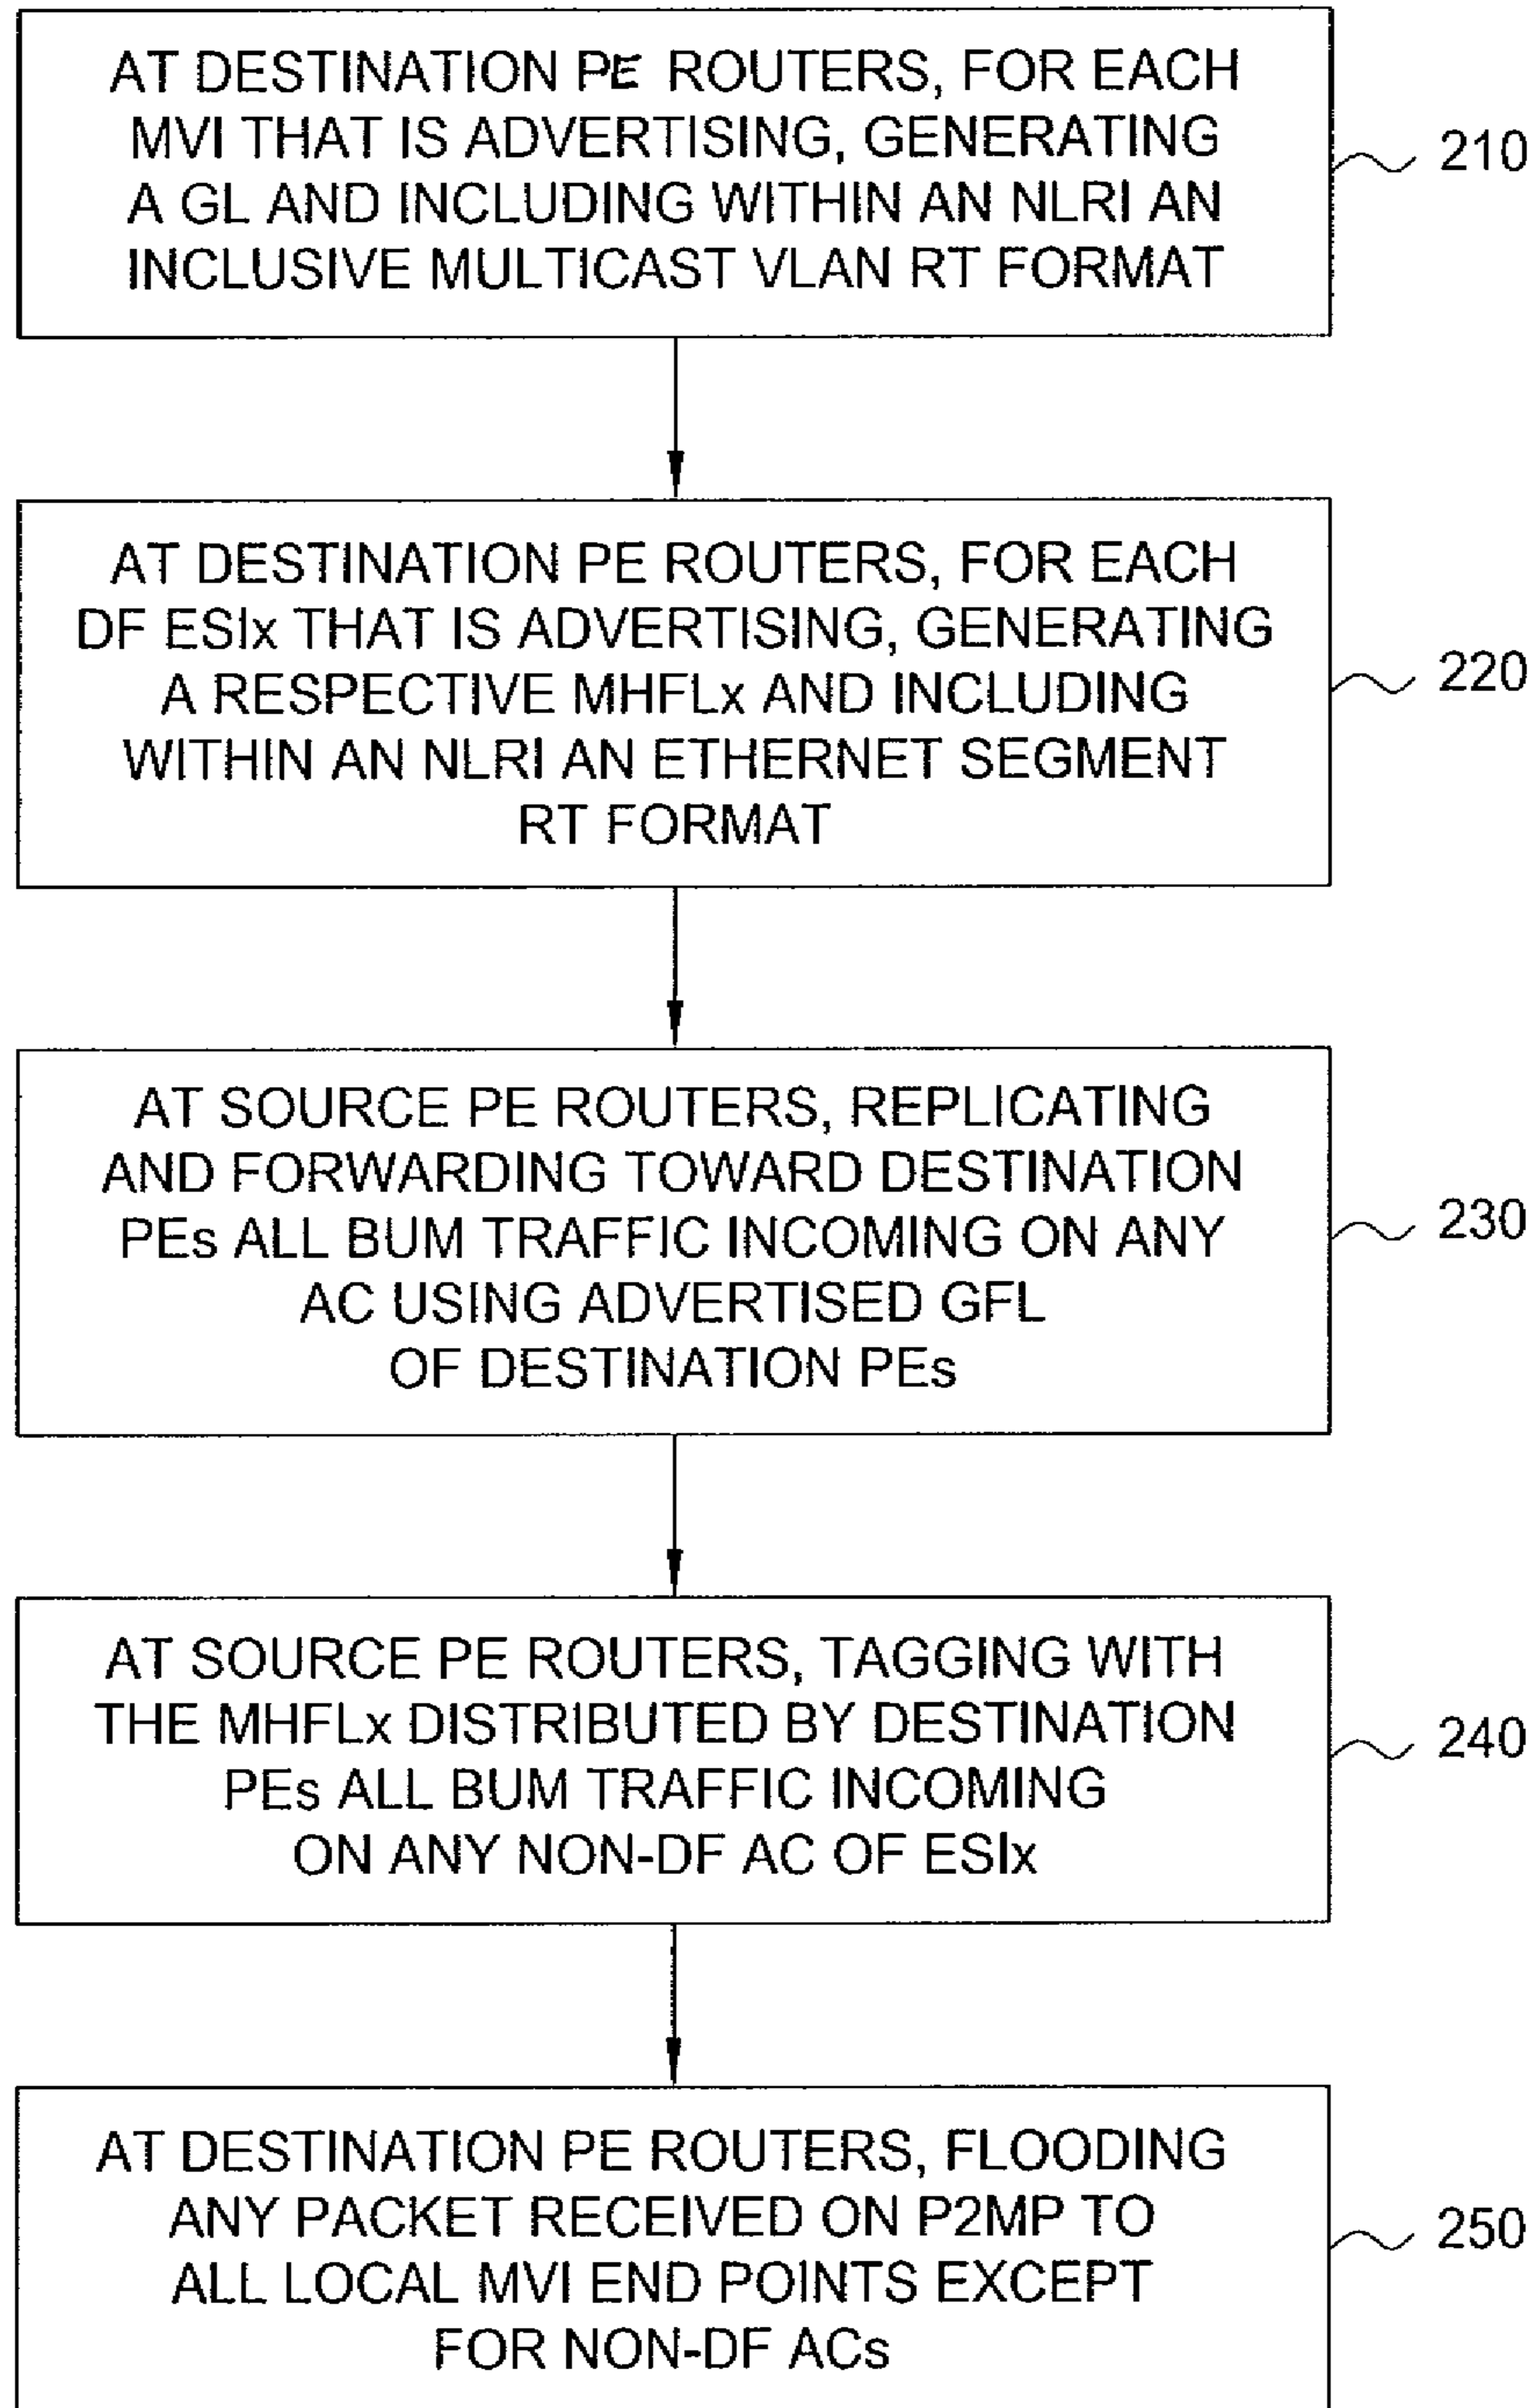 AT DESTINATION PE ROUTERS, FOR EACH
MVI THAT IS ADVERTISING, GENERATING
A GL AND INCLUDING WITHIN AN NLRI AN
INCLUSIVE MULTICAST VLAN RT FORMAT
210
AT DESTINATION PE ROUTERS, FOR EACH
DF ESIx THAT IS ADVERTISING, GENERATING
A RESPECTIVE MHFLx AND INCLUDING
WITHIN AN NLRI AN ETHERNET SEGMENT
RT FORMAT
220
AT SOURCE PE ROUTERS, REPLICATING
AND FORWARDING TOWARD DESTINATION
PEs ALL BUM TRAFFIC INCOMING ON ANY
AC USING ADVERTISED GFL
OF DESTINATION PEs
230
AT SOURCE PE ROUTERS, TAGGING WITH
THE MHFLx DISTRIBUTED BY DESTINATION
PEs ALL BUM TRAFFIC INCOMING
ON ANY NON-DF AC OF ESIx
240
AT DESTINATION PE ROUTERS, FLOODING
ANY PACKET RECEIVED ON P2MP TO
ALL LOCAL MVI END POINTS EXCEPT
FOR NON-DF ACs
250